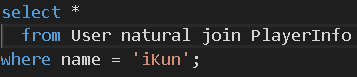 select *
  from User natural join PlayerInfo
where name = 'iKun';